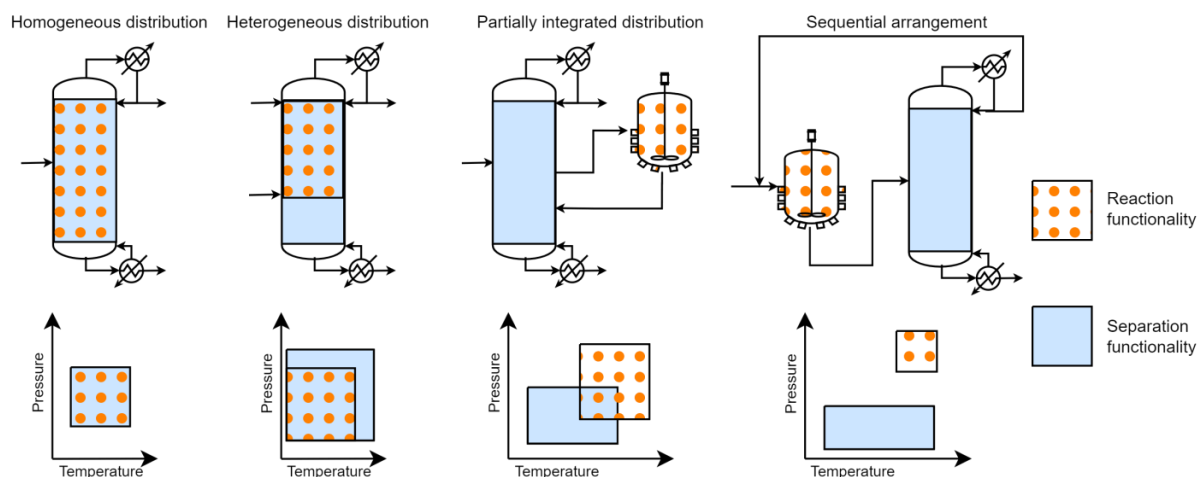 Homogeneous distribution
Heterogeneous distribution
Partially integrated distribution
Sequential arrangement
Reaction
functionality
Separation
functionality
Pressure
Temperature
Pressure
Temperature
Pressure
Temperature
Pressure
Temperature